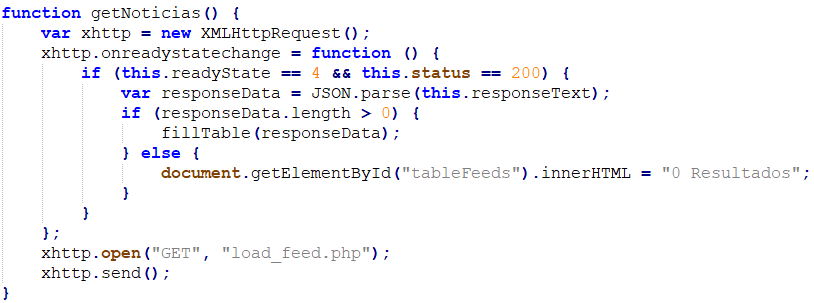 function getNoticias() {
    var xhttp = new XMLHttpRequest();
    xhttp.onreadystatechange = function () {
        if (this.readyState == 4 && this.status == 200) {
            var responseData = JSON.parse(this.responseText);
            if (responseData.length > 0) {
                fillTable(responseData);
            } else {
                document.getElementById("tableFeeds").innerHTML = "0 Resultados";
            }
        }
    };
    xhttp.open("GET", "load_feed.php");
    xhttp.send();
}